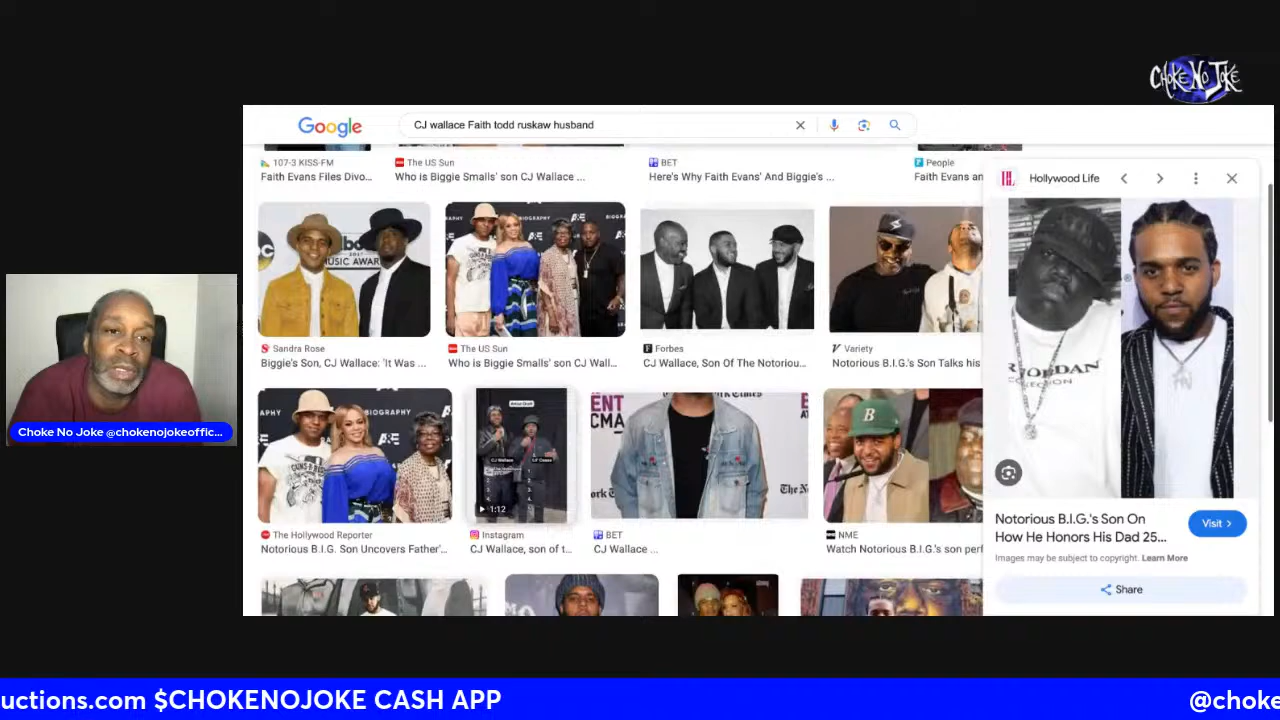 CHOKE NO JOKE
Google
CJ wallace Faith todd ruskaw husband
107-3 KISS-FM
Faith Evans Files Divo...
The US Sun
Who is Biggie Smalls' son CJ Wallace ...
BET
Here's Why Faith Evans' And Biggie's ...
People
Faith Evans an
Hollywood Life
Sandra Rose
Biggie's Son, CJ Wallace: 'It Was ...
The US Sun
Who is Biggie Smalls' son CJ Wall...
Forbes
CJ Wallace, Son Of The Notoriou...
Variety
Notorious B.I.G.'s Son Talks his
BIOGRAPHY
A&E
B
CJ Wallace
Lil' Cease
1:12
The Hollywood Reporter
Notorious B.I.G. Son Uncovers Father'...
Instagram
CJ Wallace, son of t...
BET
CJ Wallace ...
NME
Watch Notorious B.I.G.'s son perf
Notorious B.I.G.'s Son On
How He Honors His Dad 25...
Visit
Images may be subject to copyright. Learn More
Share
Choke No Joke @chokenojokeoffic...
uctions.com $CHOKENOJOKE CASH APP
@choke